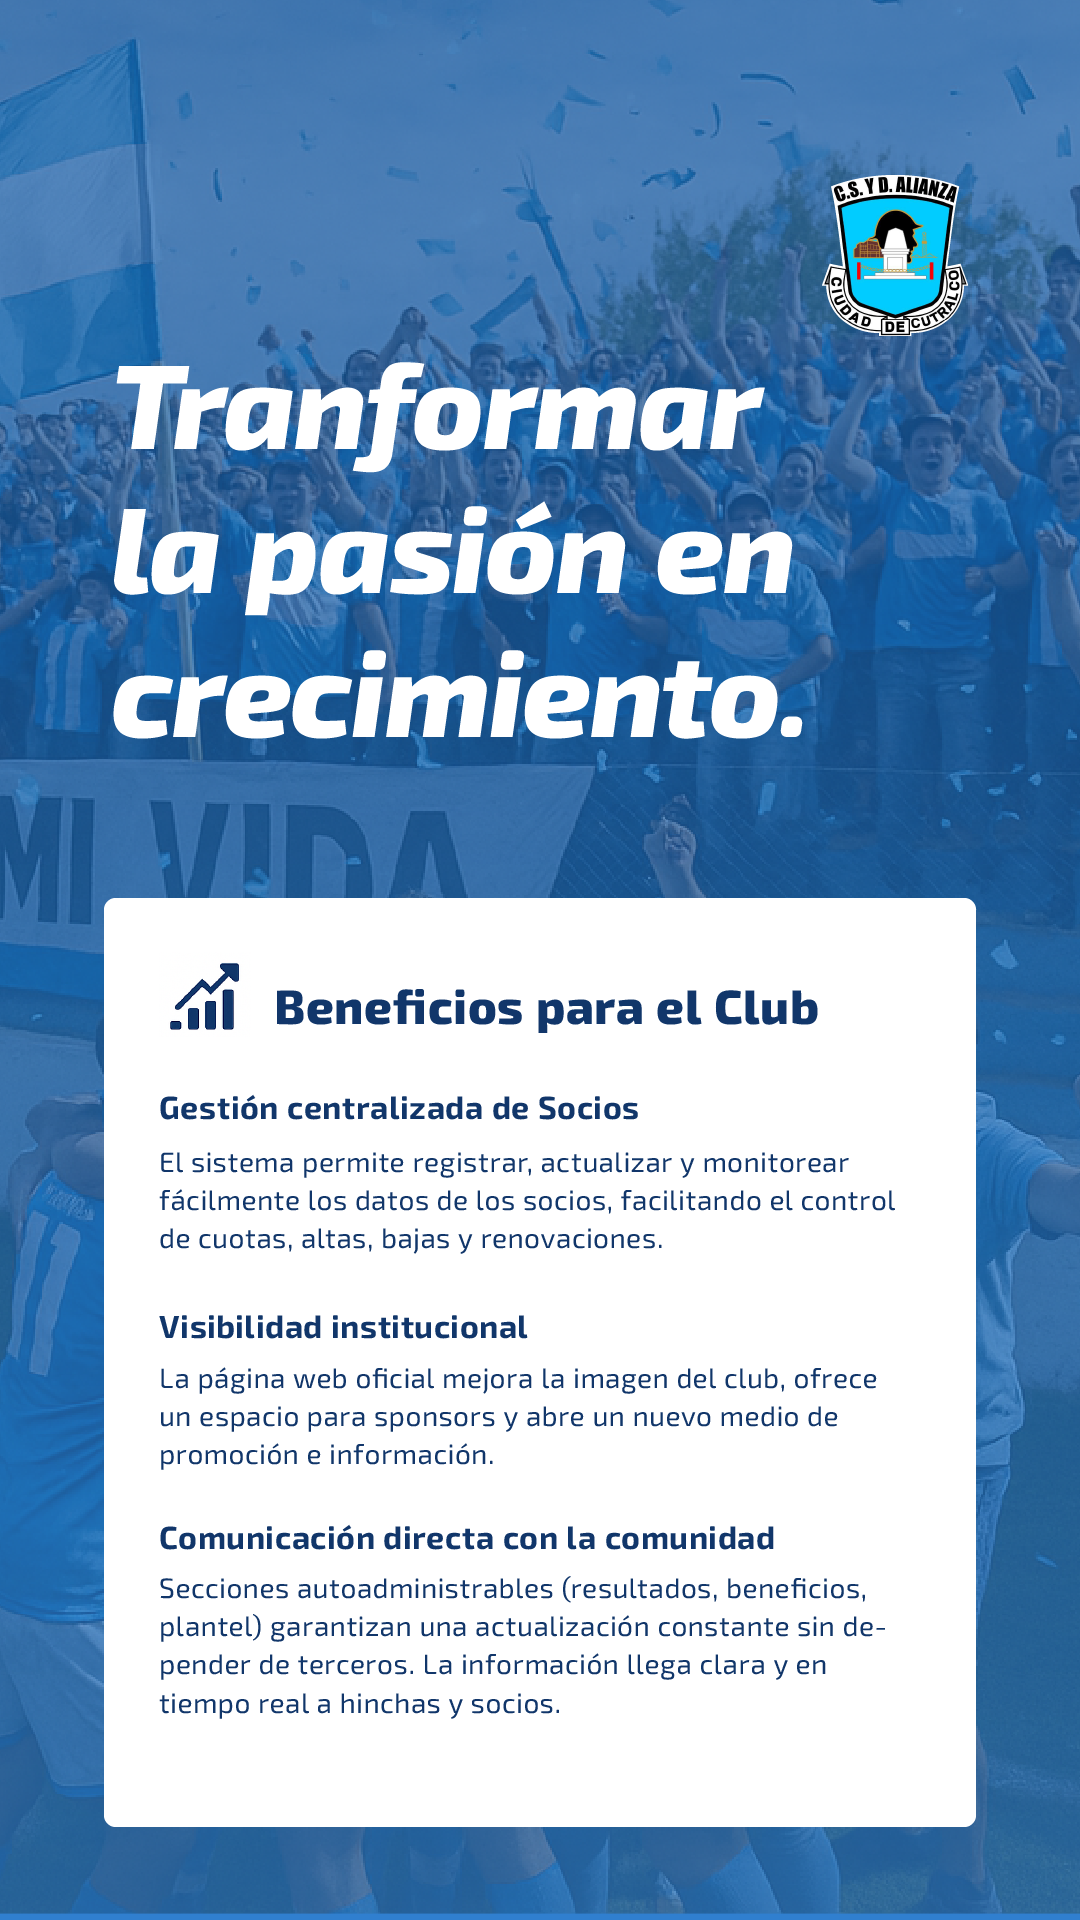 C.S. Y D. ALIANZA
CIUDAD DE CUTRALCO
Tranformar
la pasión en
crecimiento.
MI VIDA
Beneficios para el Club
Gestión centralizada de Socios
El sistema permite registrar, actualizar y monitorear
fácilmente los datos de los socios, facilitando el control
de cuotas, altas, bajas y renovaciones.
11
Visibilidad institucional
La página web oficial mejora la imagen del club, ofrece
un espacio para sponsors y abre un nuevo medio de
promoción e información.
Comunicación directa con la comunidad
Secciones autoadministrables (resultados, beneficios,
plantel) garantizan una actualización constante sin de-
pender de terceros. La información llega clara y en
tiempo real a hinchas y socios.